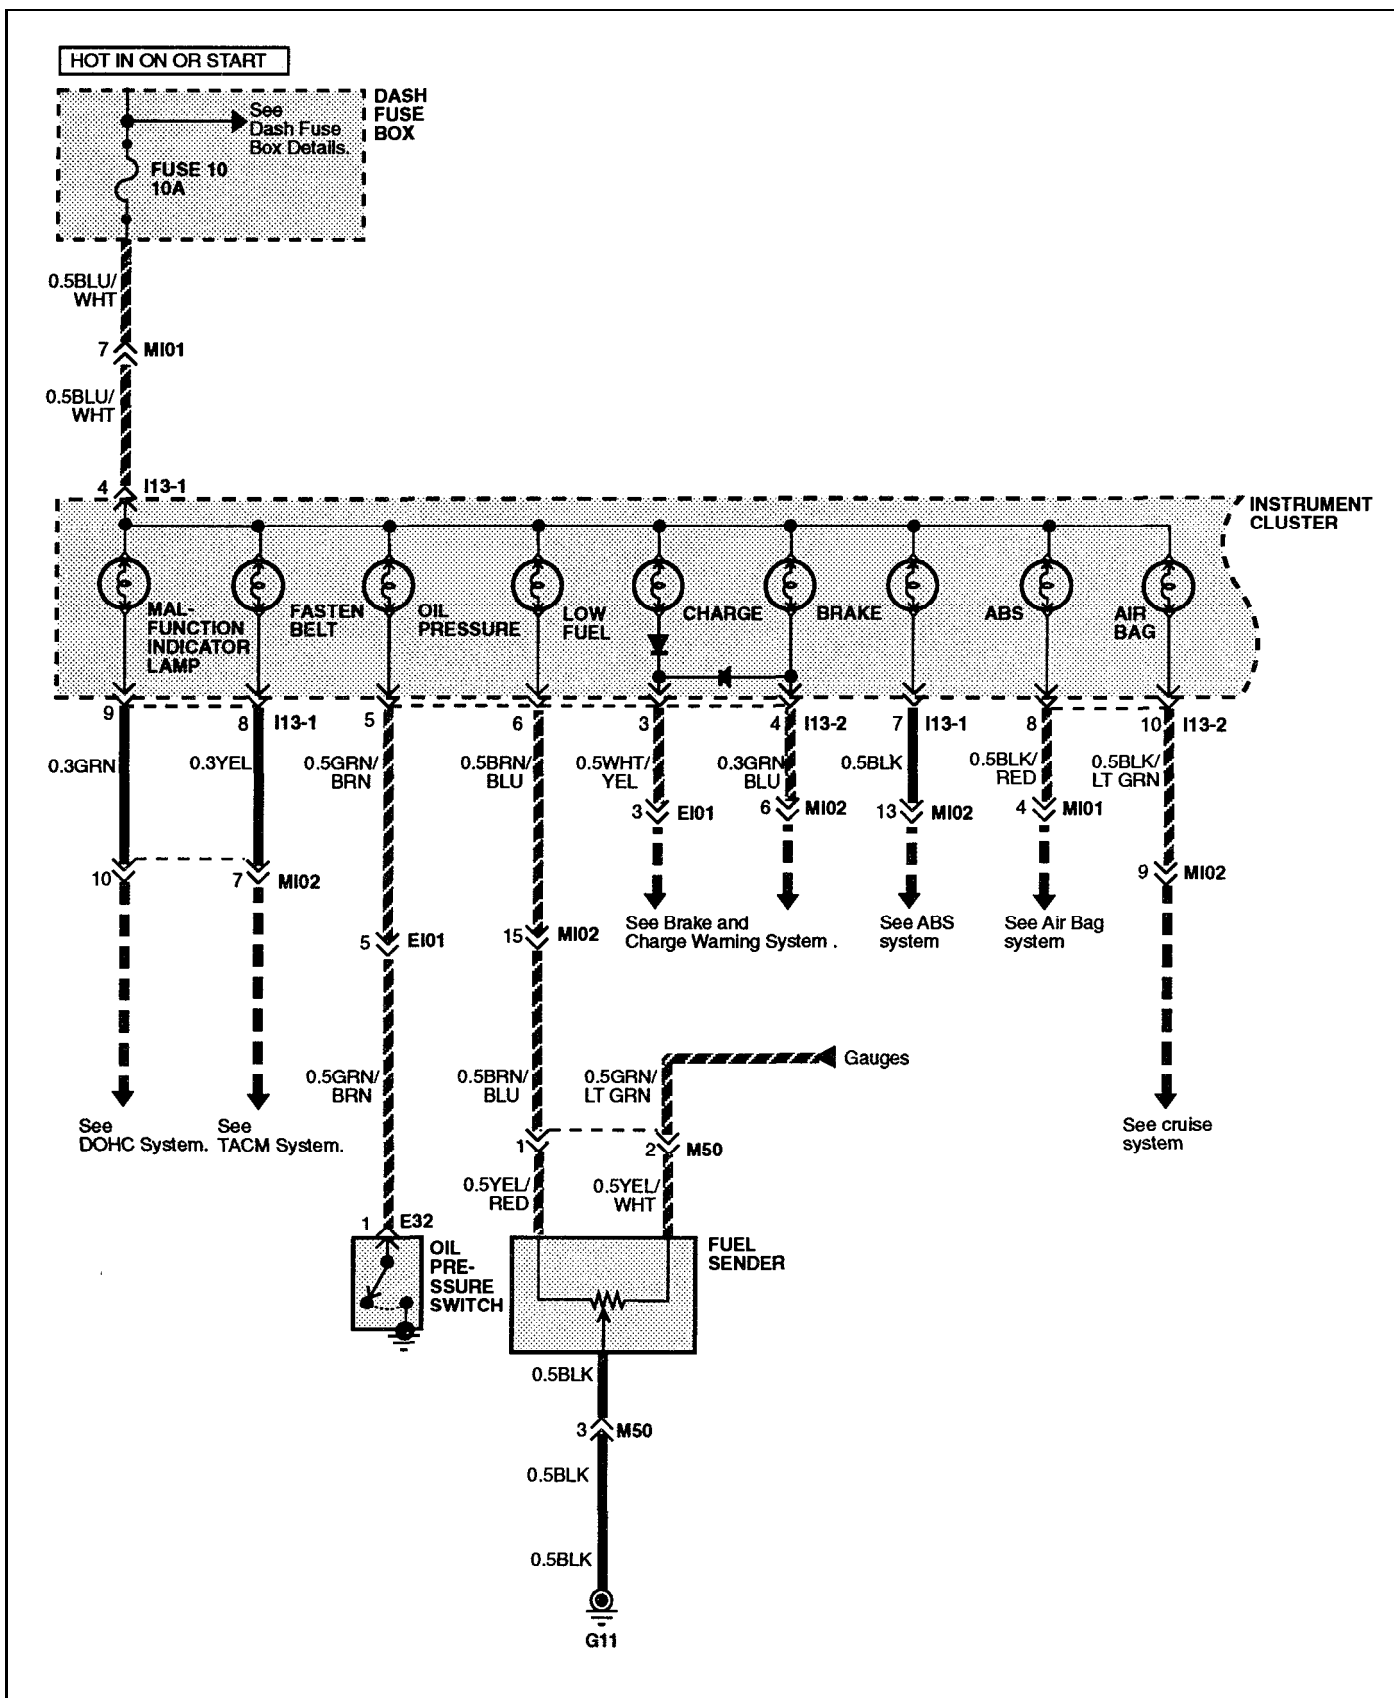 HOT IN ON OR START
DASH
FUSE
BOX
See
Dash Fuse
Box Details.
FUSE 10
10A
0.5BLU/
WHT
7 MI01
0.5BLU/
WHT
4 I13-1
INSTRUMENT
CLUSTER
MAL-
FUNCTION
INDICATOR
LAMP
FASTEN
BELT
OIL
PRESSURE
LOW
FUEL
CHARGE
BRAKE
ABS
AIR
BAG
9 8 I13-1 5 6 3 4 I13-2 7 I13-1 8 10 I13-2
0.3GRN
0.3YEL
0.5GRN/
BRN
0.5BRN/
BLU
0.5WHT/
YEL
0.3GRN
BLU
0.5BLK
0.5BLK/
RED
0.5BLK/
LT GRN
3 EI01
6 MI02
13 MI02
4 MI01
10 7 MI02
9 MI02
See Brake and
Charge Warning System .
See ABS
system
See Air Bag
system
5 EI01
15 MI02
Gauges
0.5GRN/
BRN
0.5BRN/
BLU
0.5GRN/
LT GRN
See
DOHC System.
See
TACM System.
See cruise
system
1 2 M50
0.5YEL/
RED
0.5YEL/
WHT
1 E32
OIL
PRE-
SSURE
SWITCH
FUEL
SENDER
0.5BLK
3 M50
0.5BLK
0.5BLK
G11